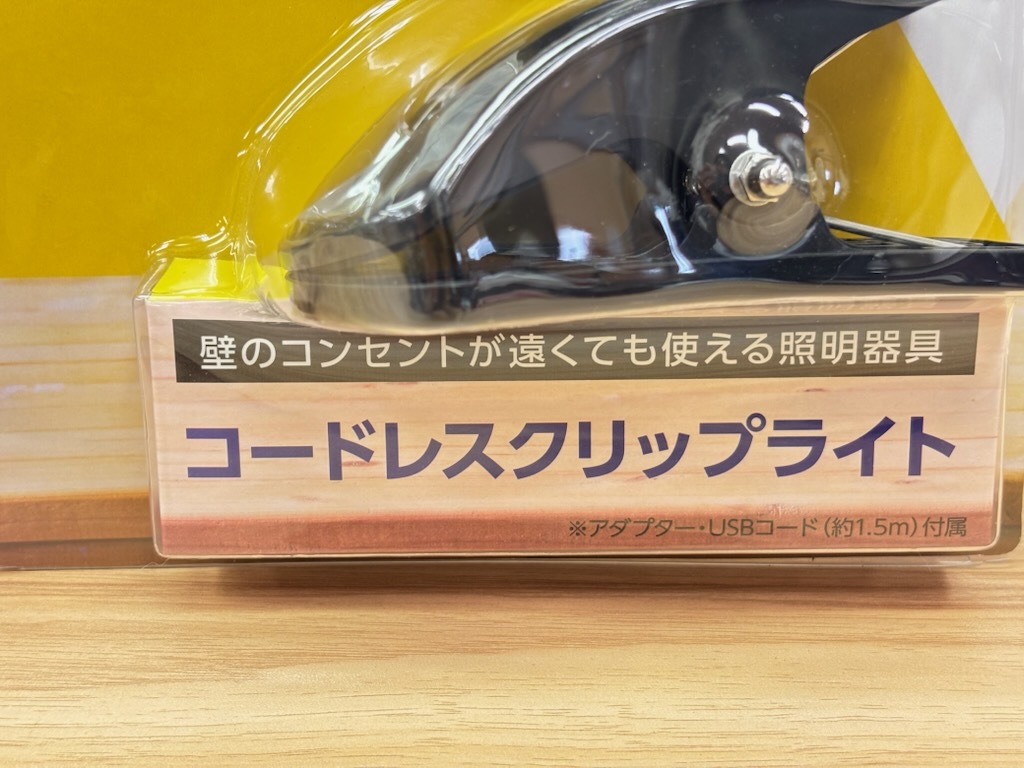 壁のコンセントが遠くても使える照明器具
コードレスクリップライト
※アダプター・USBコード（約1.5m）付属